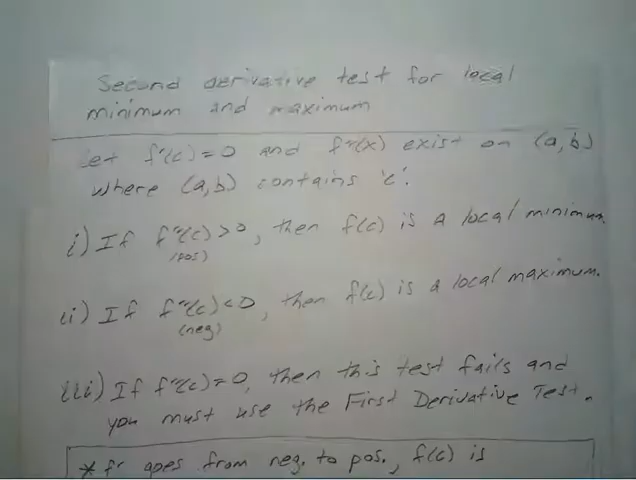 Second derivative test for local
minimum and maximum
Let f'(c)=0 and f"(x) exist on (a,b)
where (a,b) contains 'c'.
i) If f"(c)>0, then f(c) is a local minimum.
(pos)
ii) If f"(c)<0, then f(c) is a local maximum.
(neg)
iii) If f"(c)=0, then this test fails and
you must use the First Derivative Test.
* f' goes from neg. to pos., f(c) is